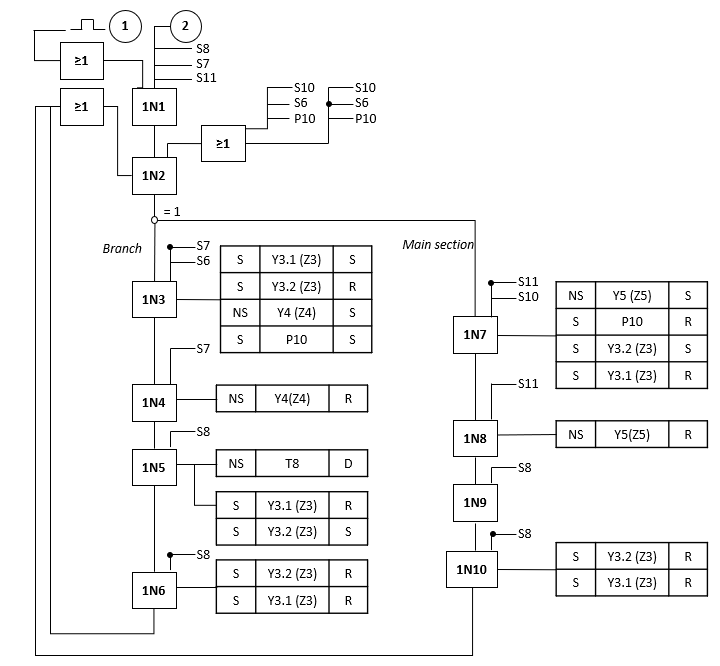 1
2
S8
S7
S11
≥1
≥1
1N1
S10
S6
P10
S10
S6
P10
≥1
1N2
= 1
Branch
Main section
S7
S6
S Y3.1 (Z3) S
S Y3.2 (Z3) R
NS Y4 (Z4) S
S P10 S
1N3
S7
1N4
NS Y4(Z4) R
S8
1N5
NS T8 D
S Y3.1 (Z3) R
S Y3.2 (Z3) S
S8
1N6
S Y3.2 (Z3) R
S Y3.1 (Z3) R
S11
S10
1N7
NS Y5 (Z5) S
S P10 R
S Y3.2 (Z3) S
S Y3.1 (Z3) R
S11
1N8
NS Y5(Z5) R
S8
1N9
S8
1N10
S Y3.2 (Z3) R
S Y3.1 (Z3) R